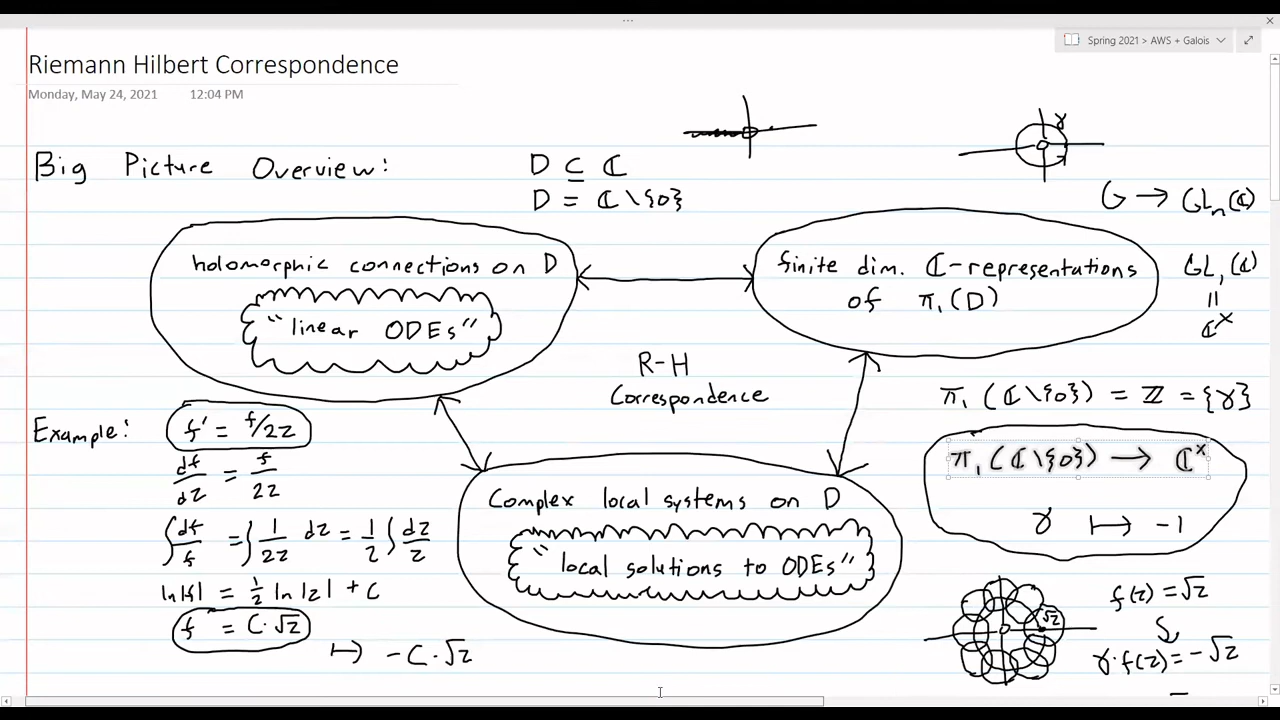 Spring 2021 > AWS + Galois
Riemann Hilbert Correspondence
Monday, May 24, 2021 12:04 PM
Big Picture Overview:
D ⊆ ℂ
D = ℂ\{0}
γ
G → GLₙ(ℂ)
GL₁(ℂ)
=
ℂˣ
holomorphic connections on D
"linear ODEs"
finite dim. ℂ-representations
of π₁(D)
R-H
Correspondence
π₁(ℂ\{0}) = ℤ = {γ}
π₁(ℂ\{0}) → ℂˣ
γ ↦ -1
Complex local systems on D
"local solutions to ODEs"
Example:
f' = f/2z
df/dz = f/2z
∫ df/f = ∫ 1/2z dz = 1/2 ∫ dz/z
ln|f| = 1/2 ln|z| + C
f = C·√z
↦ -C·√z
√z
f(z) = √z
γ·f(z) = -√z